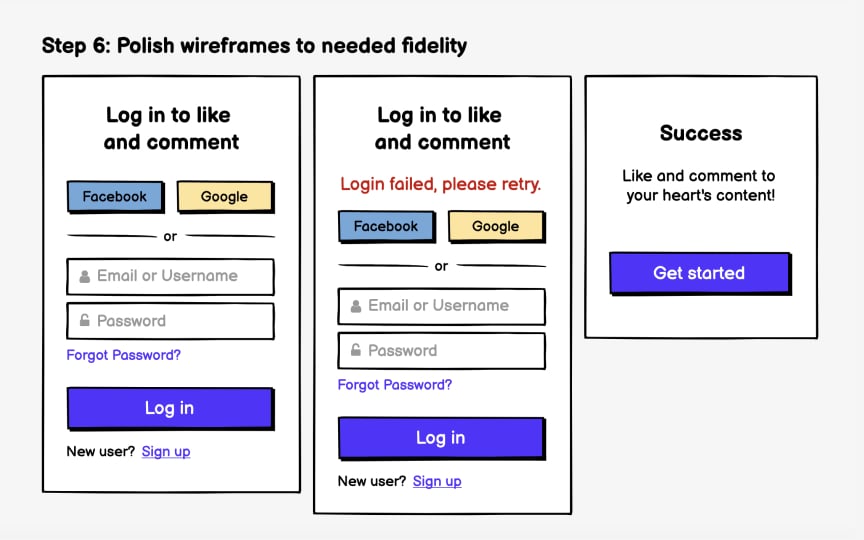 Step 6: Polish wireframes to needed fidelity
Log in to like
and comment
Facebook
Google
or
Email or Username
Password
Forgot Password?
Log in
New user? Sign up
Log in to like
and comment
Login failed, please retry.
Facebook
Google
or
Email or Username
Password
Forgot Password?
Log in
New user? Sign up
Success
Like and comment to
your heart's content!
Get started